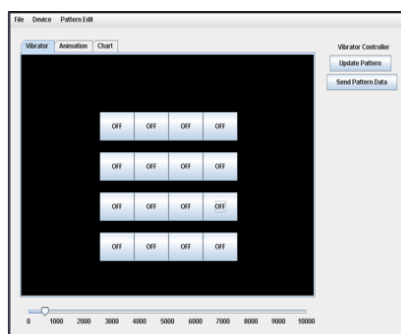 File Device Pattern Edit
Vibrator Animation Chart
Vibrator Controller
Update Pattern
Send Pattern Data
OFF OFF OFF OFF
OFF OFF OFF OFF
OFF OFF OFF OFF
OFF OFF OFF OFF
0 1000 2000 3000 4000 5000 6000 7000 8000 9000 10000